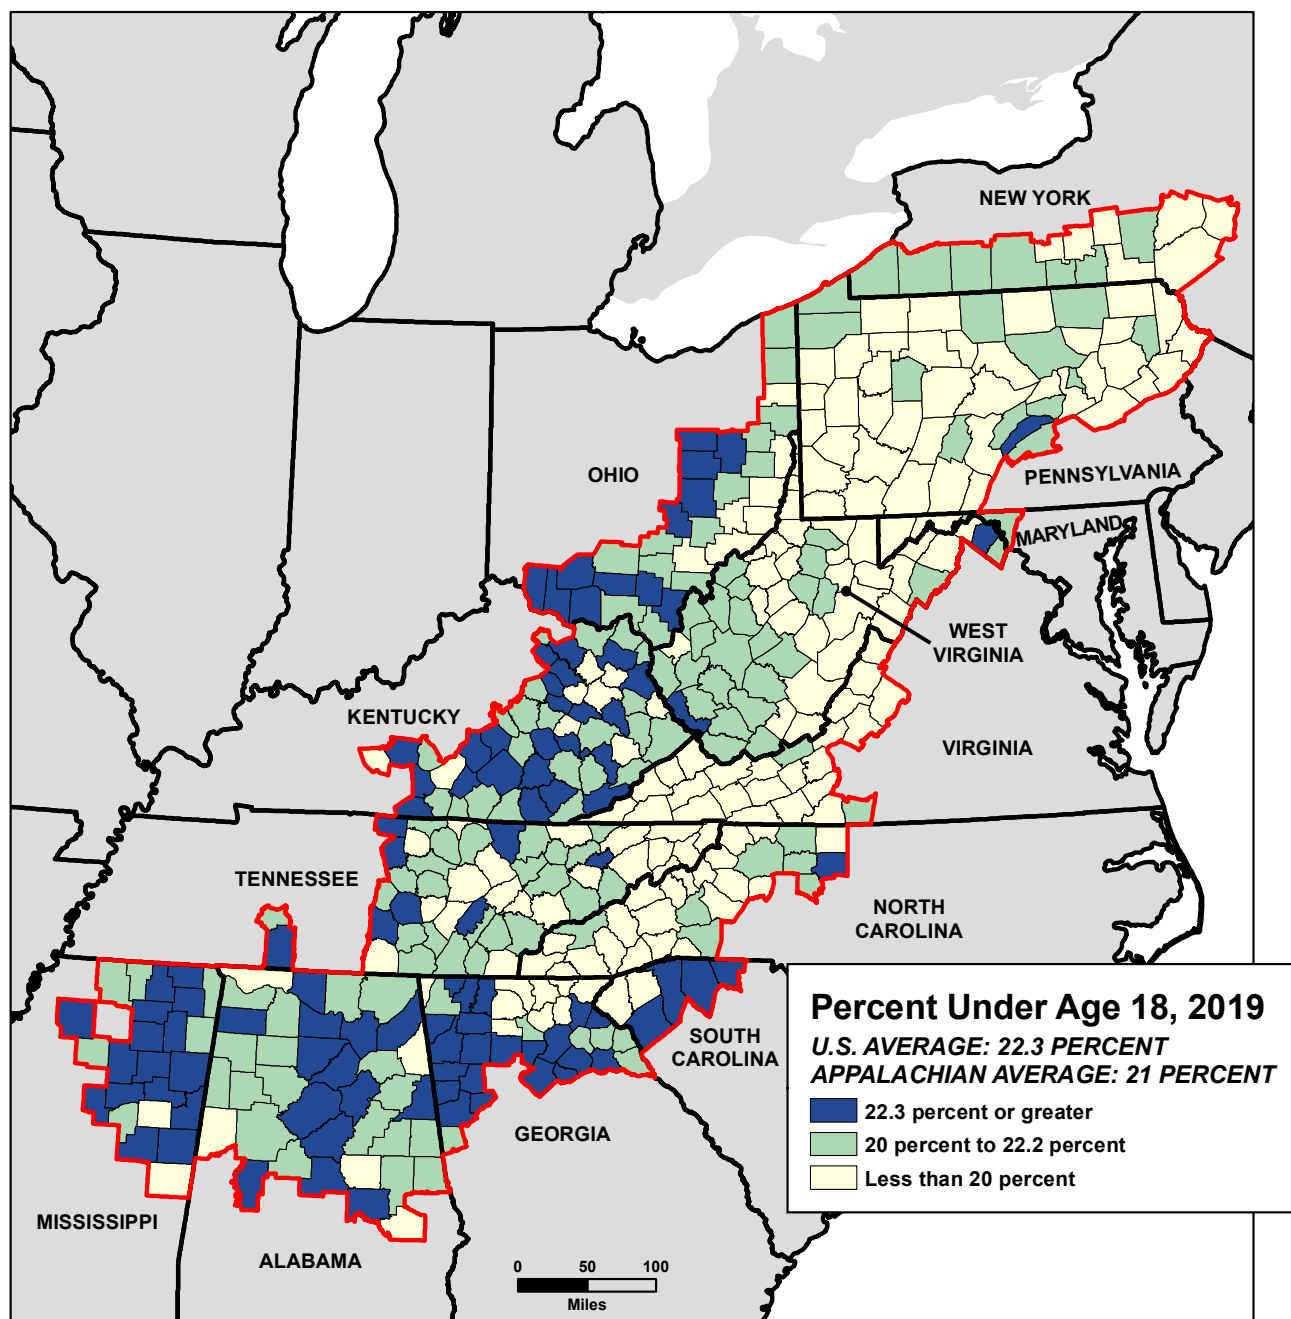 NEW YORK
OHIO
PENNSYLVANIA
MARYLAND
WEST
VIRGINIA
KENTUCKY
VIRGINIA
TENNESSEE
NORTH
CAROLINA
SOUTH
CAROLINA
GEORGIA
MISSISSIPPI
ALABAMA
Percent Under Age 18, 2019
U.S. AVERAGE: 22.3 PERCENT
APPALACHIAN AVERAGE: 21 PERCENT
22.3 percent or greater
20 percent to 22.2 percent
Less than 20 percent
0 50 100
Miles